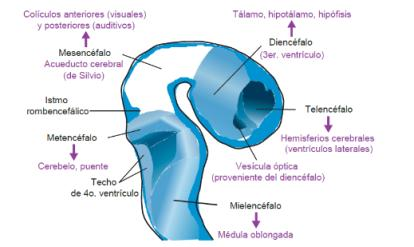 Colículos anteriores (visuales)
y posteriores (auditivos)
Mesencéfalo
Acueducto cerebral
(de Silvio)
Istmo
rombencefálico
Metencéfalo
Cerebelo, puente
Techo
de 4o. ventrículo
Tálamo, hipotálamo, hipófisis
Diencéfalo
(3er. ventrículo)
Telencéfalo
Hemisferios cerebrales
(ventrículos laterales)
Vesícula óptica
(proveniente del diencéfalo)
Mielencéfalo
Médula oblongada